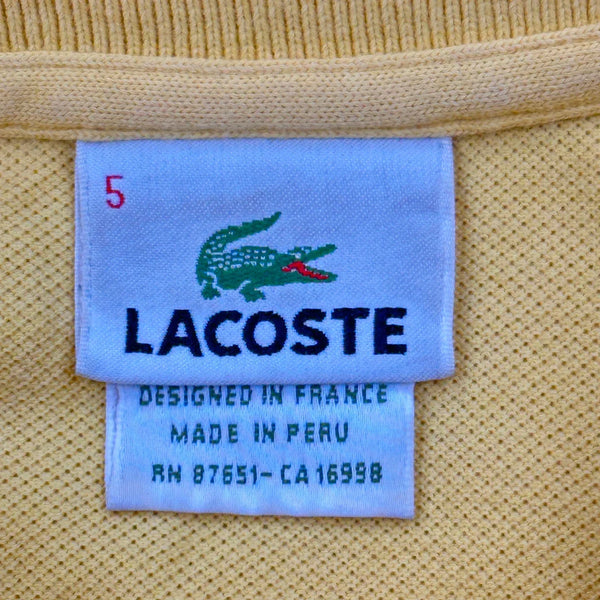 5
LACOSTE
DESIGNED IN FRANCE
MADE IN PERU
RN 87651-CA 16998